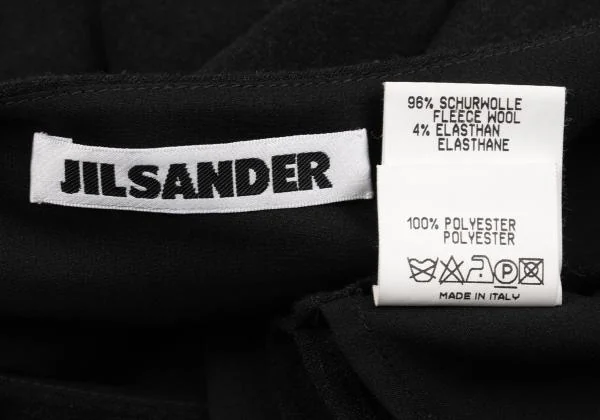 JILSANDER
96% SCHURWOLLE
FLEECE WOOL
4% ELASTHAN
ELASTHANE
100% POLYESTER
POLYESTER
P
MADE IN ITALY